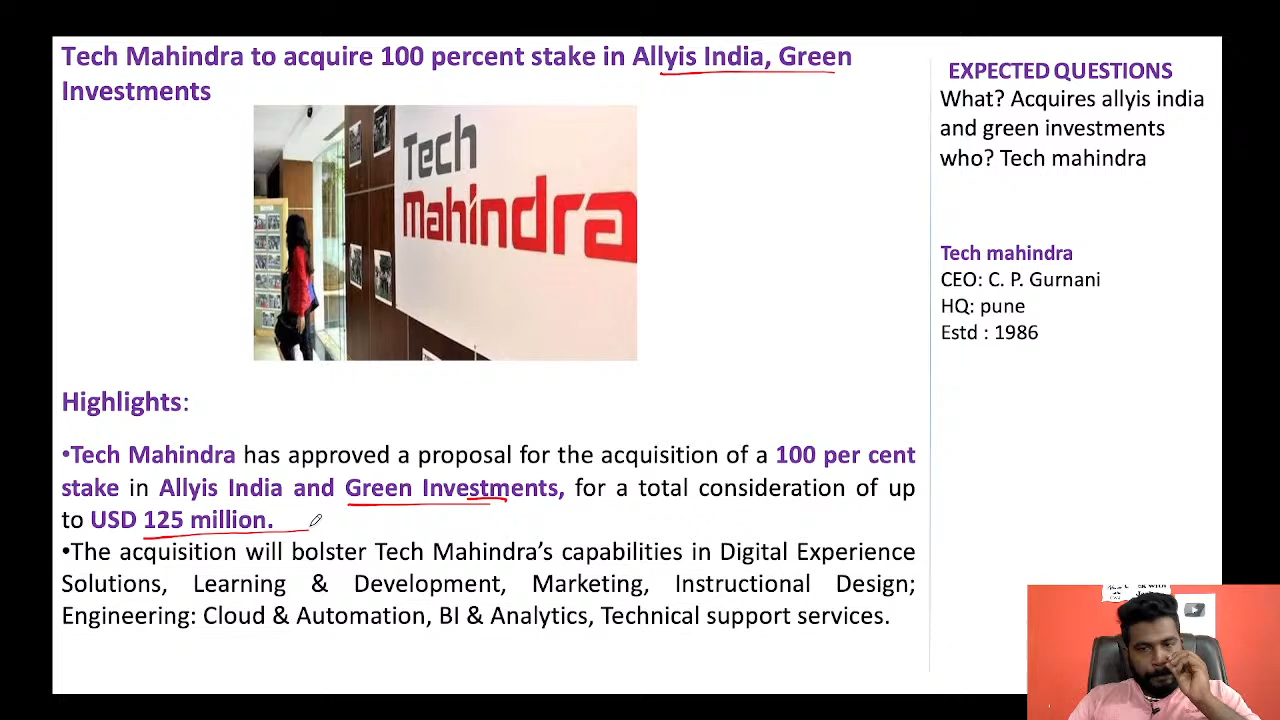 Tech Mahindra to acquire 100 percent stake in Allyis India, Green
Investments
Tech
Mahindra
Highlights:
•Tech Mahindra has approved a proposal for the acquisition of a 100 per cent
stake in Allyis India and Green Investments, for a total consideration of up
to USD 125 million.
•The acquisition will bolster Tech Mahindra’s capabilities in Digital Experience
Solutions, Learning & Development, Marketing, Instructional Design;
Engineering: Cloud & Automation, BI & Analytics, Technical support services.
EXPECTED QUESTIONS
What? Acquires allyis india
and green investments
who? Tech mahindra
Tech mahindra
CEO: C. P. Gurnani
HQ: pune
Estd : 1986